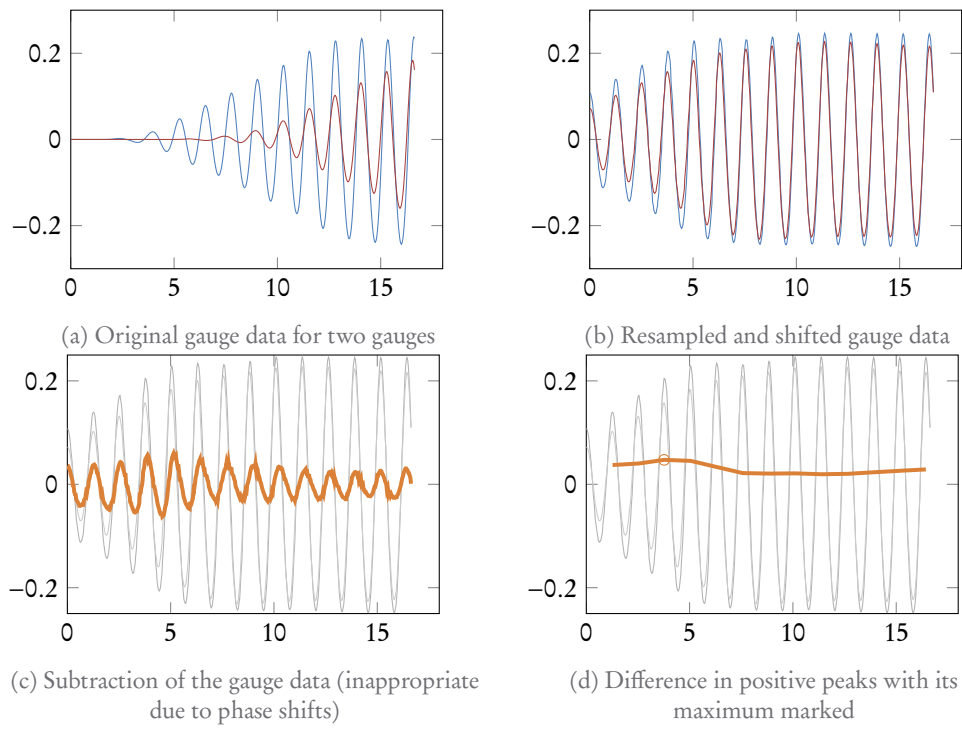 0.2
0
−0.2
0 5 10 15
(a) Original gauge data for two gauges
0.2
0
−0.2
0 5 10 15
(b) Resampled and shifted gauge data
0.2
0
−0.2
0 5 10 15
(c) Subtraction of the gauge data (inappropriate
due to phase shifts)
0.2
0
−0.2
0 5 10 15
(d) Difference in positive peaks with its
maximum marked